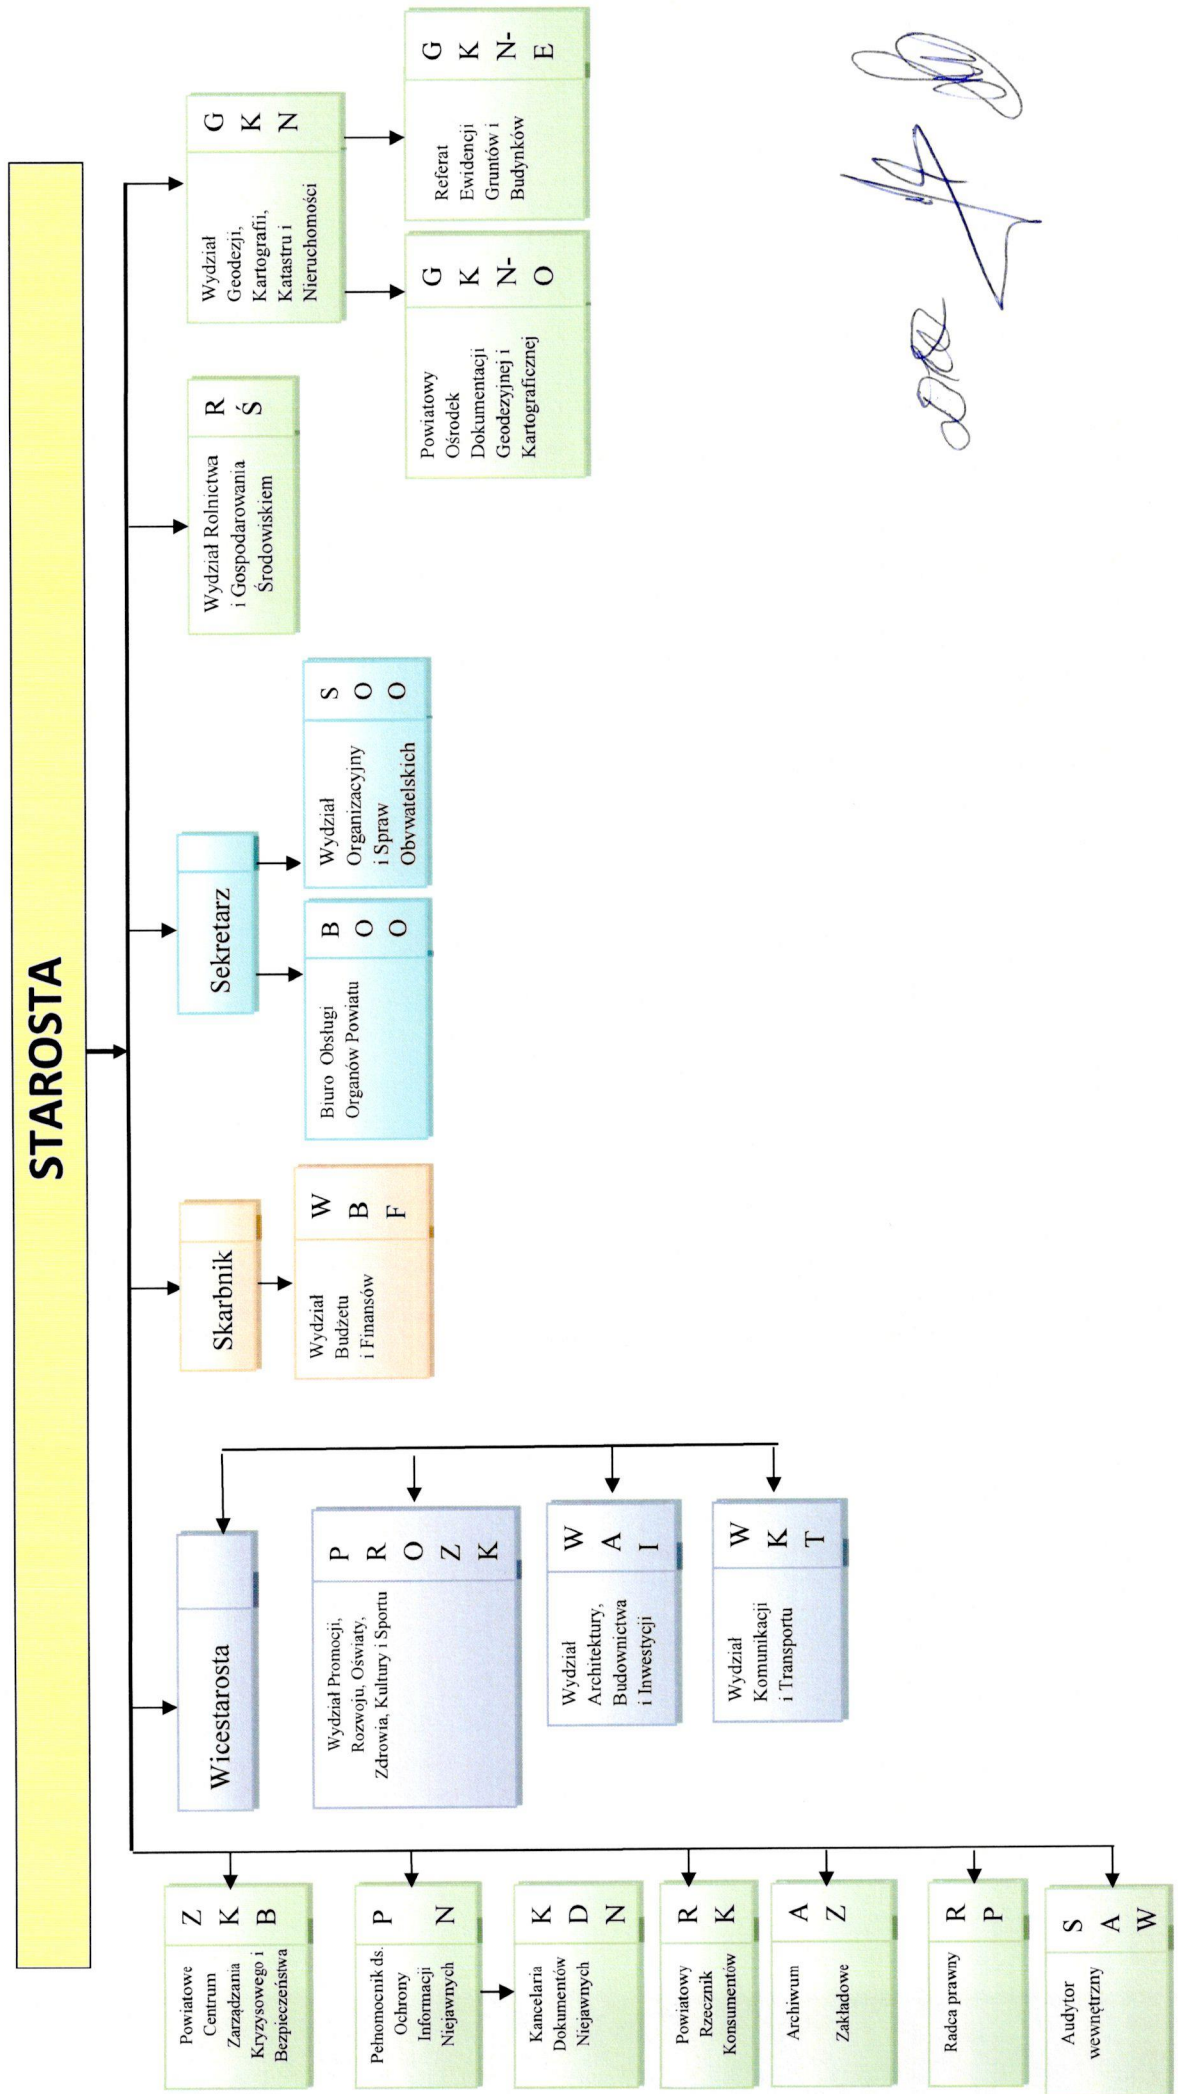 STAROSTA
Powiatowe
Centrum
Zarządzania
Kryzysowego i
Bezpieczeństwa
Z
K
B
Pełnomocnik ds.
Ochrony
Informacji
Niejawnych
P
N
Kancelaria
Dokumentów
Niejawnych
K
D
N
Powiatowy
Rzecznik
Konsumentów
R
K
Archiwum
Zakładowe
A
Z
Radca prawny
R
P
Audytor
wewnętrzny
S
A
W
Wicestarosta
Wydział Promocji,
Rozwoju, Oświaty,
Zdrowia, Kultury i Sportu
P
R
O
Z
K
Wydział
Architektury,
Budownictwa
i Inwestycji
W
A
I
Wydział
Komunikacji
i Transportu
W
K
T
Skarbnik
Wydział
Budżetu
i Finansów
W
B
F
Sekretarz
Biuro Obsługi
Organów Powiatu
B
O
O
Wydział
Organizacyjny
i Spraw
Obywatelskich
S
O
O
Wydział Rolnictwa
i Gospodarowania
Środowiskiem
R
Ś
Wydział
Geodezji,
Kartografii,
Katastru i
Nieruchomości
G
K
N
Powiatowy
Ośrodek
Dokumentacji
Geodezyjnej i
Kartograficznej
G
K
N-
O
Referat
Ewidencji
Gruntów i
Budynków
G
K
N-
E